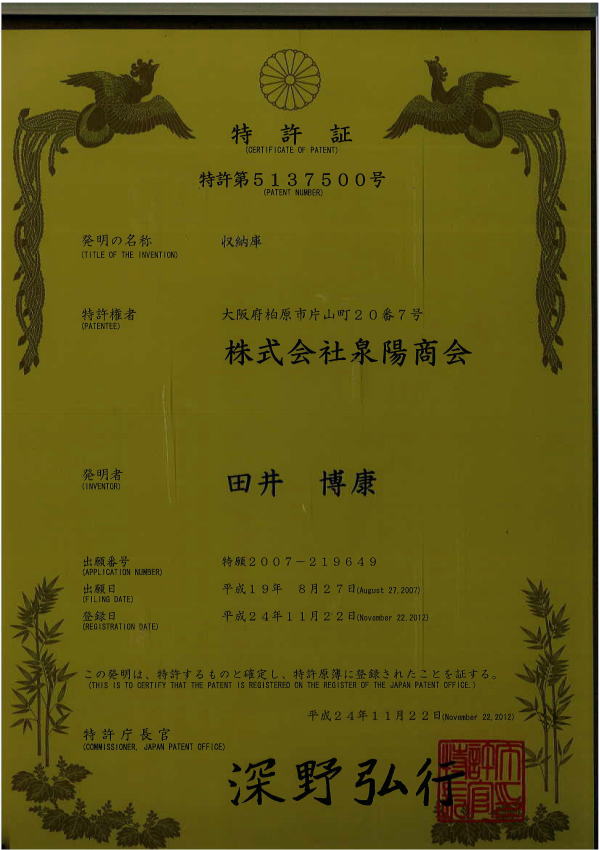 特許証
(CERTIFICATE OF PATENT)
特許第5137500号
(PATENT NUMBER)
発明の名称 収納庫
(TITLE OF THE INVENTION)
特許権者 大阪府柏原市片山町20番7号
(PATENTEE)
株式会社泉陽商会
発明者 田井 博康
(INVENTOR)
出願番号 特願2007-219649
(APPLICATION NUMBER)
出願日 平成19年 8月27日(August 27,2007)
(FILING DATE)
登録日 平成24年11月22日(November 22,2012)
(REGISTRATION DATE)
この発明は、特許するものと確定し、特許原簿に登録されたことを証する。
(THIS IS TO CERTIFY THAT THE PATENT IS REGISTERED ON THE REGISTER OF THE JAPAN PATENT OFFICE.)
平成24年11月22日(November 22,2012)
特許庁長官
(COMMISSIONER, JAPAN PATENT OFFICE)
深野弘行